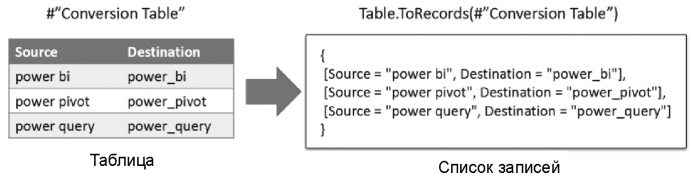 #”Conversion Table”
Table.ToRecords(#”Conversion Table”)
Source Destination
power bi power_bi
power pivot power_pivot
power query power_query
{
[Source = "power bi", Destination = "power_bi"],
[Source = "power pivot", Destination = "power_pivot"],
[Source = "power query", Destination = "power_query"]
}
Таблица
Список записей